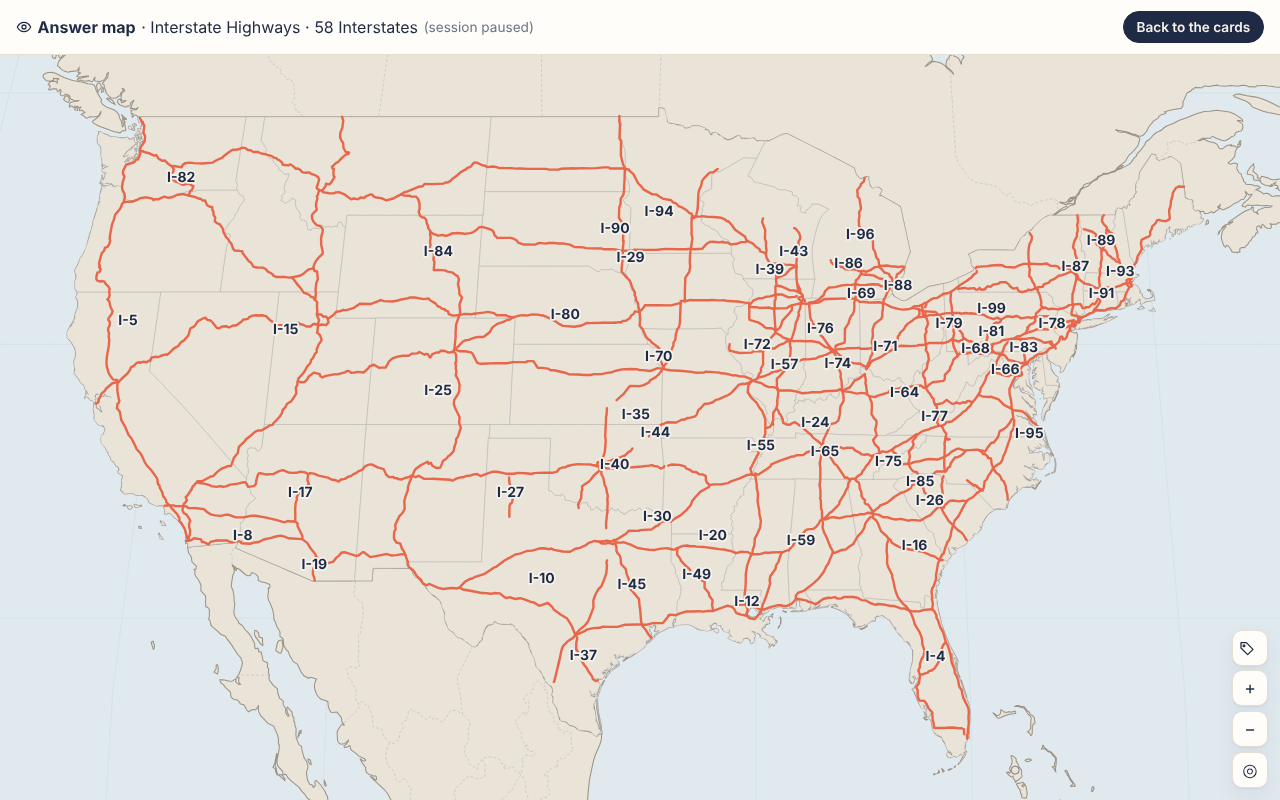 Answer map · Interstate Highways · 58 Interstates (session paused)
Back to the cards
I-82
I-94
I-90
I-96
I-89
I-84
I-43
I-29
I-86
I-87
I-39
I-93
I-88
I-69
I-91
I-99
I-80
I-5
I-79
I-78
I-15
I-76
I-81
I-72
I-71
I-68
I-83
I-70
I-57
I-74
I-66
I-25
I-64
I-35
I-77
I-24
I-44
I-95
I-55
I-65
I-75
I-40
I-85
I-17
I-27
I-26
I-30
I-8
I-20
I-59
I-16
I-19
I-49
I-10
I-45
I-12
I-37
I-4